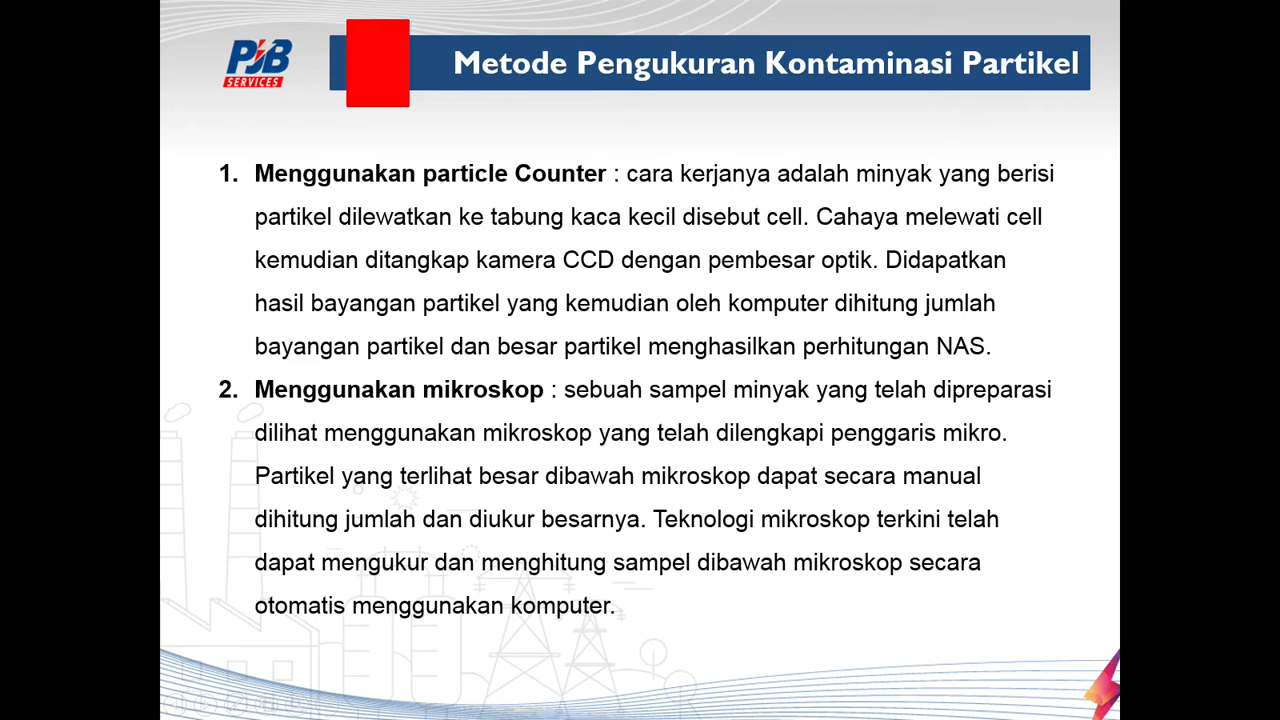 PJB
SERVICES
Metode Pengukuran Kontaminasi Partikel
1. Menggunakan particle Counter : cara kerjanya adalah minyak yang berisi
partikel dilewatkan ke tabung kaca kecil disebut cell. Cahaya melewati cell
kemudian ditangkap kamera CCD dengan pembesar optik. Didapatkan
hasil bayangan partikel yang kemudian oleh komputer dihitung jumlah
bayangan partikel dan besar partikel menghasilkan perhitungan NAS.
2. Menggunakan mikroskop : sebuah sampel minyak yang telah dipreparasi
dilihat menggunakan mikroskop yang telah dilengkapi penggaris mikro.
Partikel yang terlihat besar dibawah mikroskop dapat secara manual
dihitung jumlah dan diukur besarnya. Teknologi mikroskop terkini telah
dapat mengukur dan menghitung sampel dibawah mikroskop secara
otomatis menggunakan komputer.